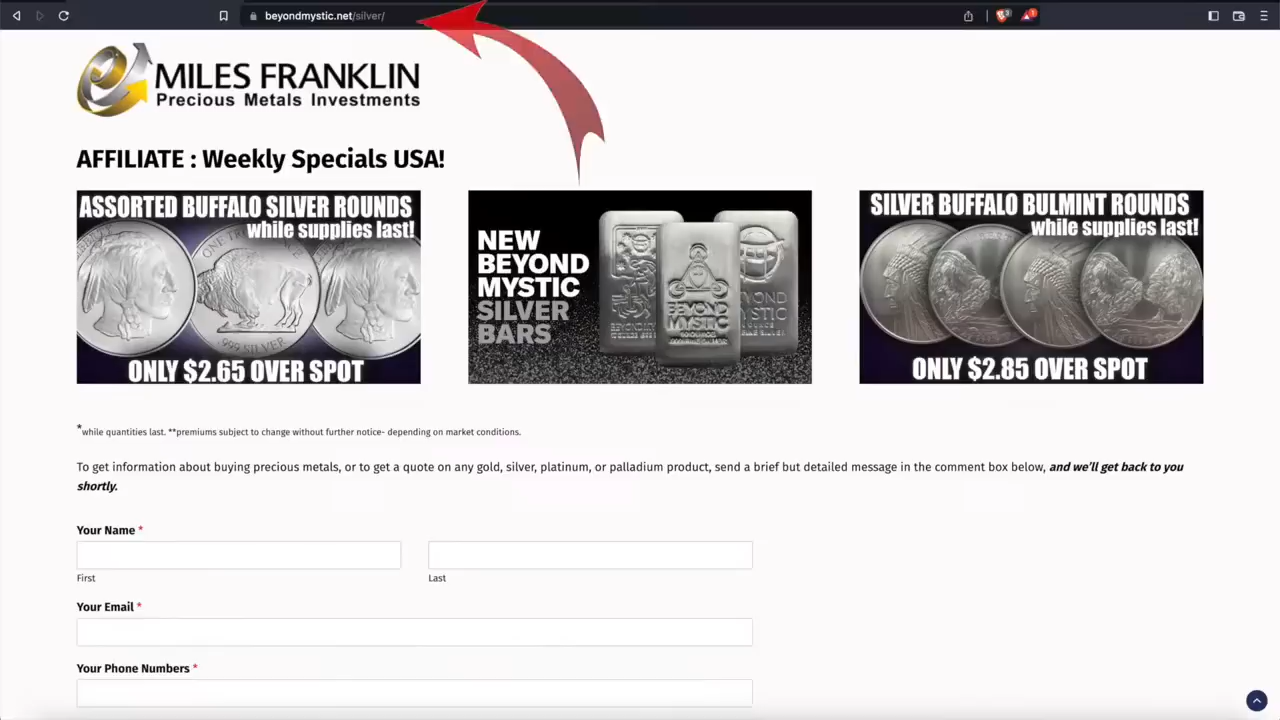 beyondmystic.net/silver/
MILES FRANKLIN
Precious Metals Investments
AFFILIATE : Weekly Specials USA!
ASSORTED BUFFALO SILVER ROUNDS
while supplies last!
.999 SILVER
ONLY $2.65 OVER SPOT
NEW
BEYOND
MYSTIC
SILVER
BARS
BEYOND
MYSTIC
SILVER BUFFALO BULMINT ROUNDS
while supplies last!
ONLY $2.85 OVER SPOT
*while quantities last. **premiums subject to change without further notice- depending on market conditions.
To get information about buying precious metals, or to get a quote on any gold, silver, platinum, or palladium product, send a brief but detailed message in the comment box below, and we'll get back to you
shortly.
Your Name *
First
Last
Your Email *
Your Phone Numbers *